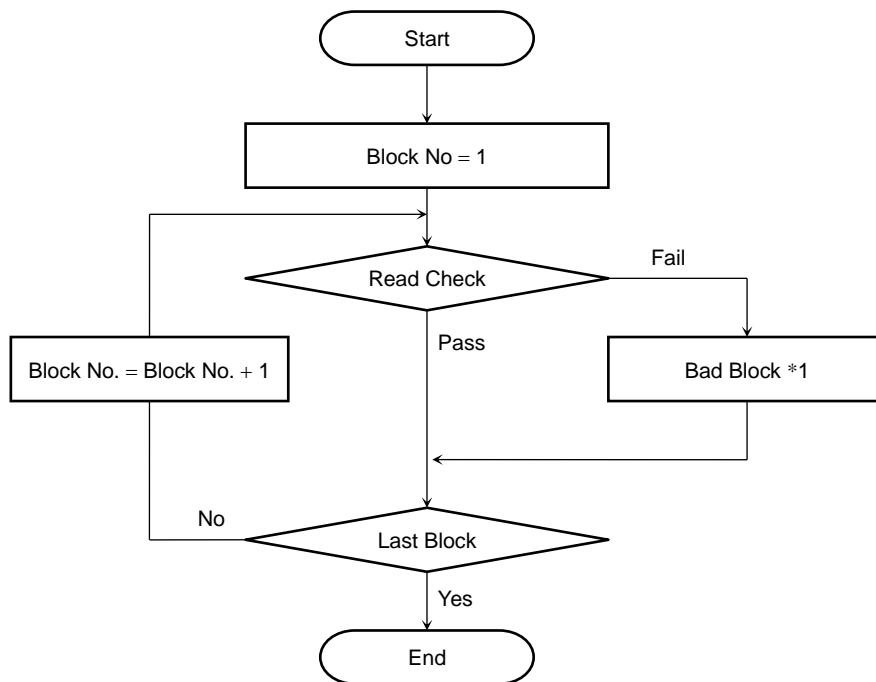 Start
Block No = 1
Read Check
Fail
Pass
Block No. = Block No. + 1
Bad Block *1
No
Last Block
Yes
End